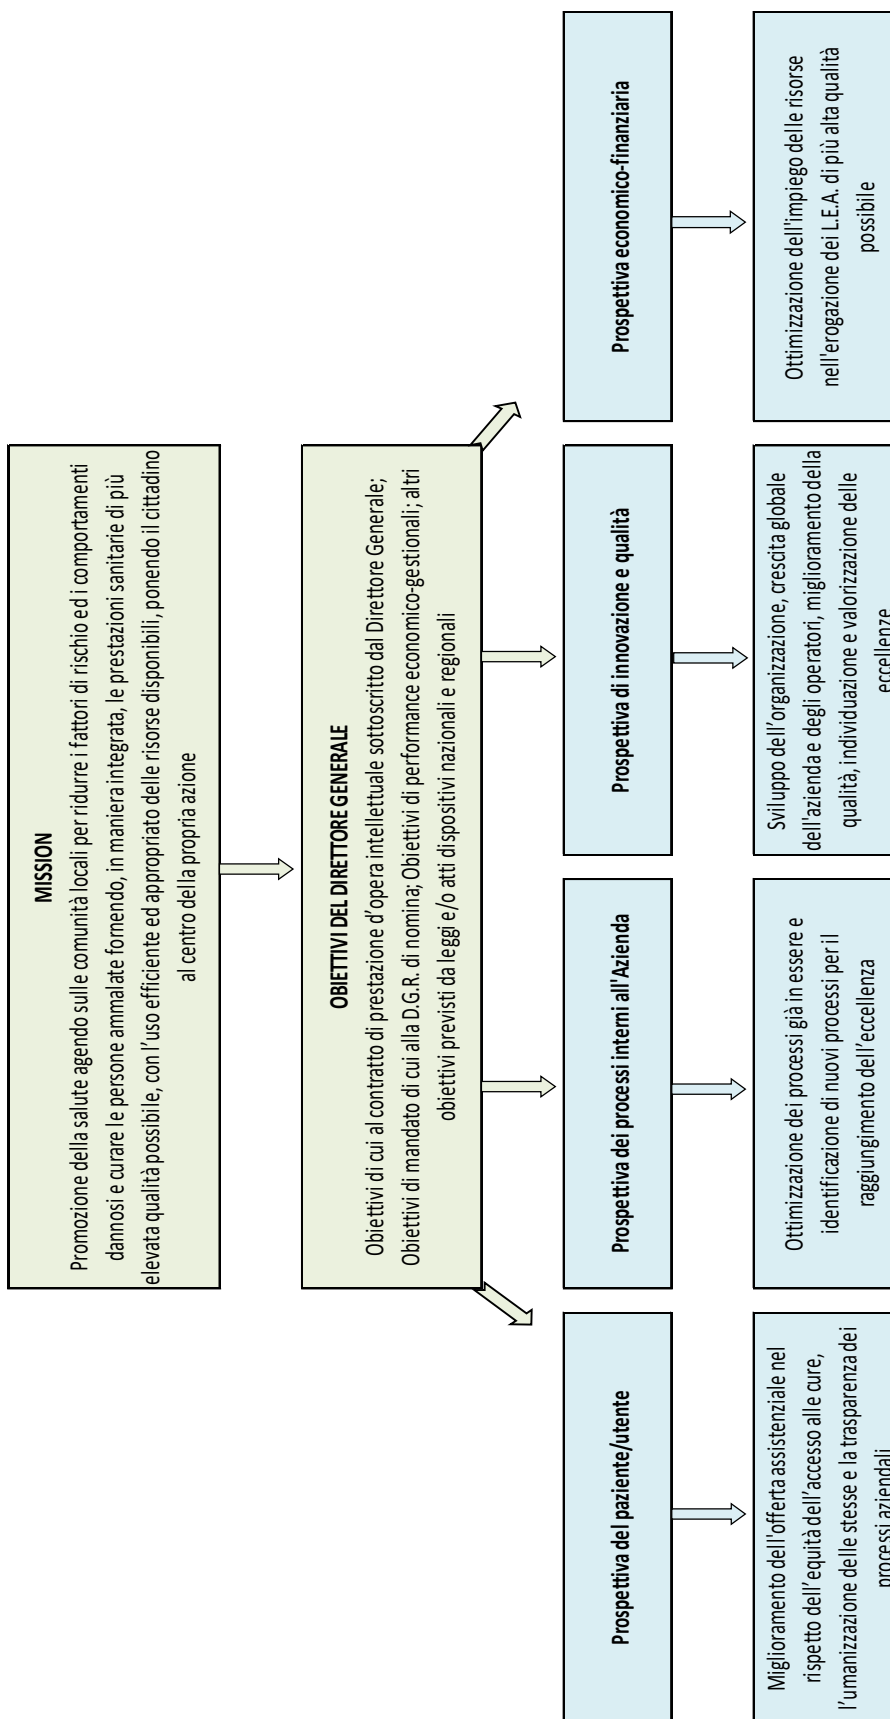 MISSION
Promozione della salute agendo sulle comunità locali per ridurre i fattori di rischio ed i comportamenti
dannosi e curare le persone ammalate fornendo, in maniera integrata, le prestazioni sanitarie di più
elevata qualità possibile, con l'uso efficiente ed appropriato delle risorse disponibili, ponendo il cittadino
al centro della propria azione
OBIETTIVI DEL DIRETTORE GENERALE
Obiettivi di cui al contratto di prestazione d'opera intellettuale sottoscritto dal Direttore Generale;
Obiettivi di mandato di cui alla D.G.R. di nomina; Obiettivi di performance economico-gestionali; altri
obiettivi previsti da leggi e/o atti dispositivi nazionali e regionali
Prospettiva del paziente/utente
Miglioramento dell'offerta assistenziale nel
rispetto dell'equità dell'accesso alle cure,
l'umanizzazione delle stesse e la trasparenza dei
processi aziendali
Prospettiva dei processi interni all'Azienda
Ottimizzazione dei processi già in essere e
identificazione di nuovi processi per il
raggiungimento dell'eccellenza
Prospettiva di innovazione e qualità
Sviluppo dell'organizzazione, crescita globale
dell'azienda e degli operatori, miglioramento della
qualità, individuazione e valorizzazione delle
eccellenze
Prospettiva economico-finanziaria
Ottimizzazione dell'impiego delle risorse
nell'erogazione dei L.E.A. di più alta qualità
possibile